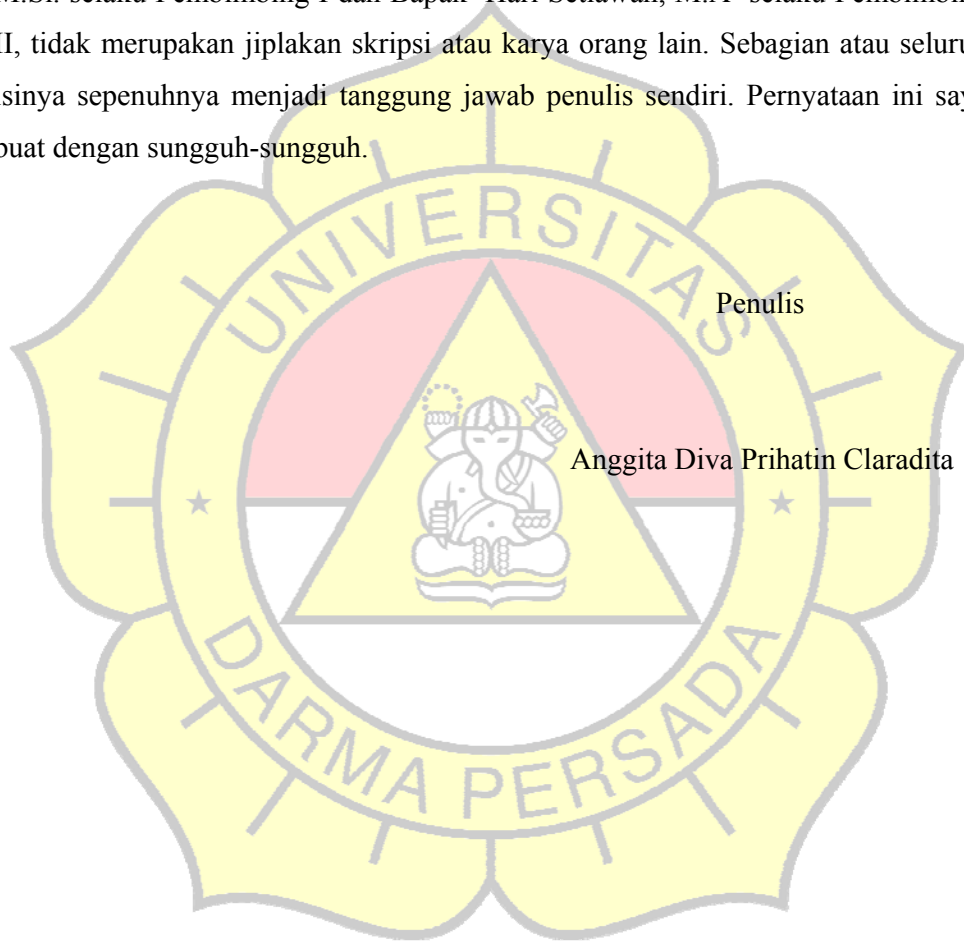 M.Si. selaku Pembimbing I dan Bapak Hari Setiawan, M.A selaku Pembimbing
II, tidak merupakan jiplakan skripsi atau karya orang lain. Sebagian atau seluru
isinya sepenuhnya menjadi tanggung jawab penulis sendiri. Pernyataan ini say
buat dengan sungguh-sungguh.
UNIVERSITAS
Penulis
Anggita Diva Prihatin Claradita
DARMA PERSADA